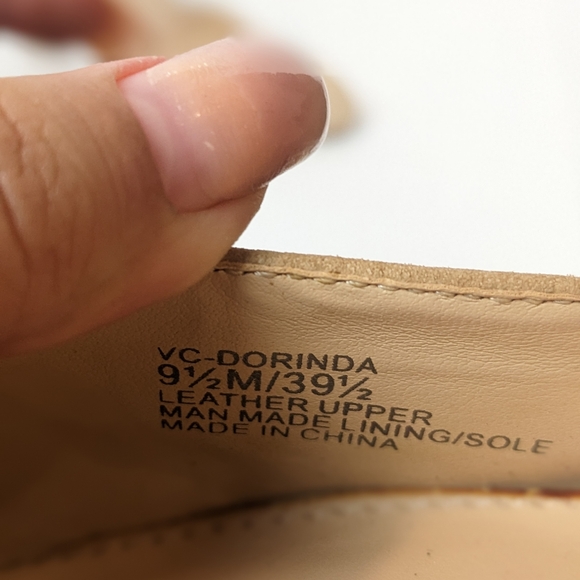 VC-DORINDA
9½M/39½
LEATHER UPPER
MAN MADE LINING/SOLE
MADE IN CHINA